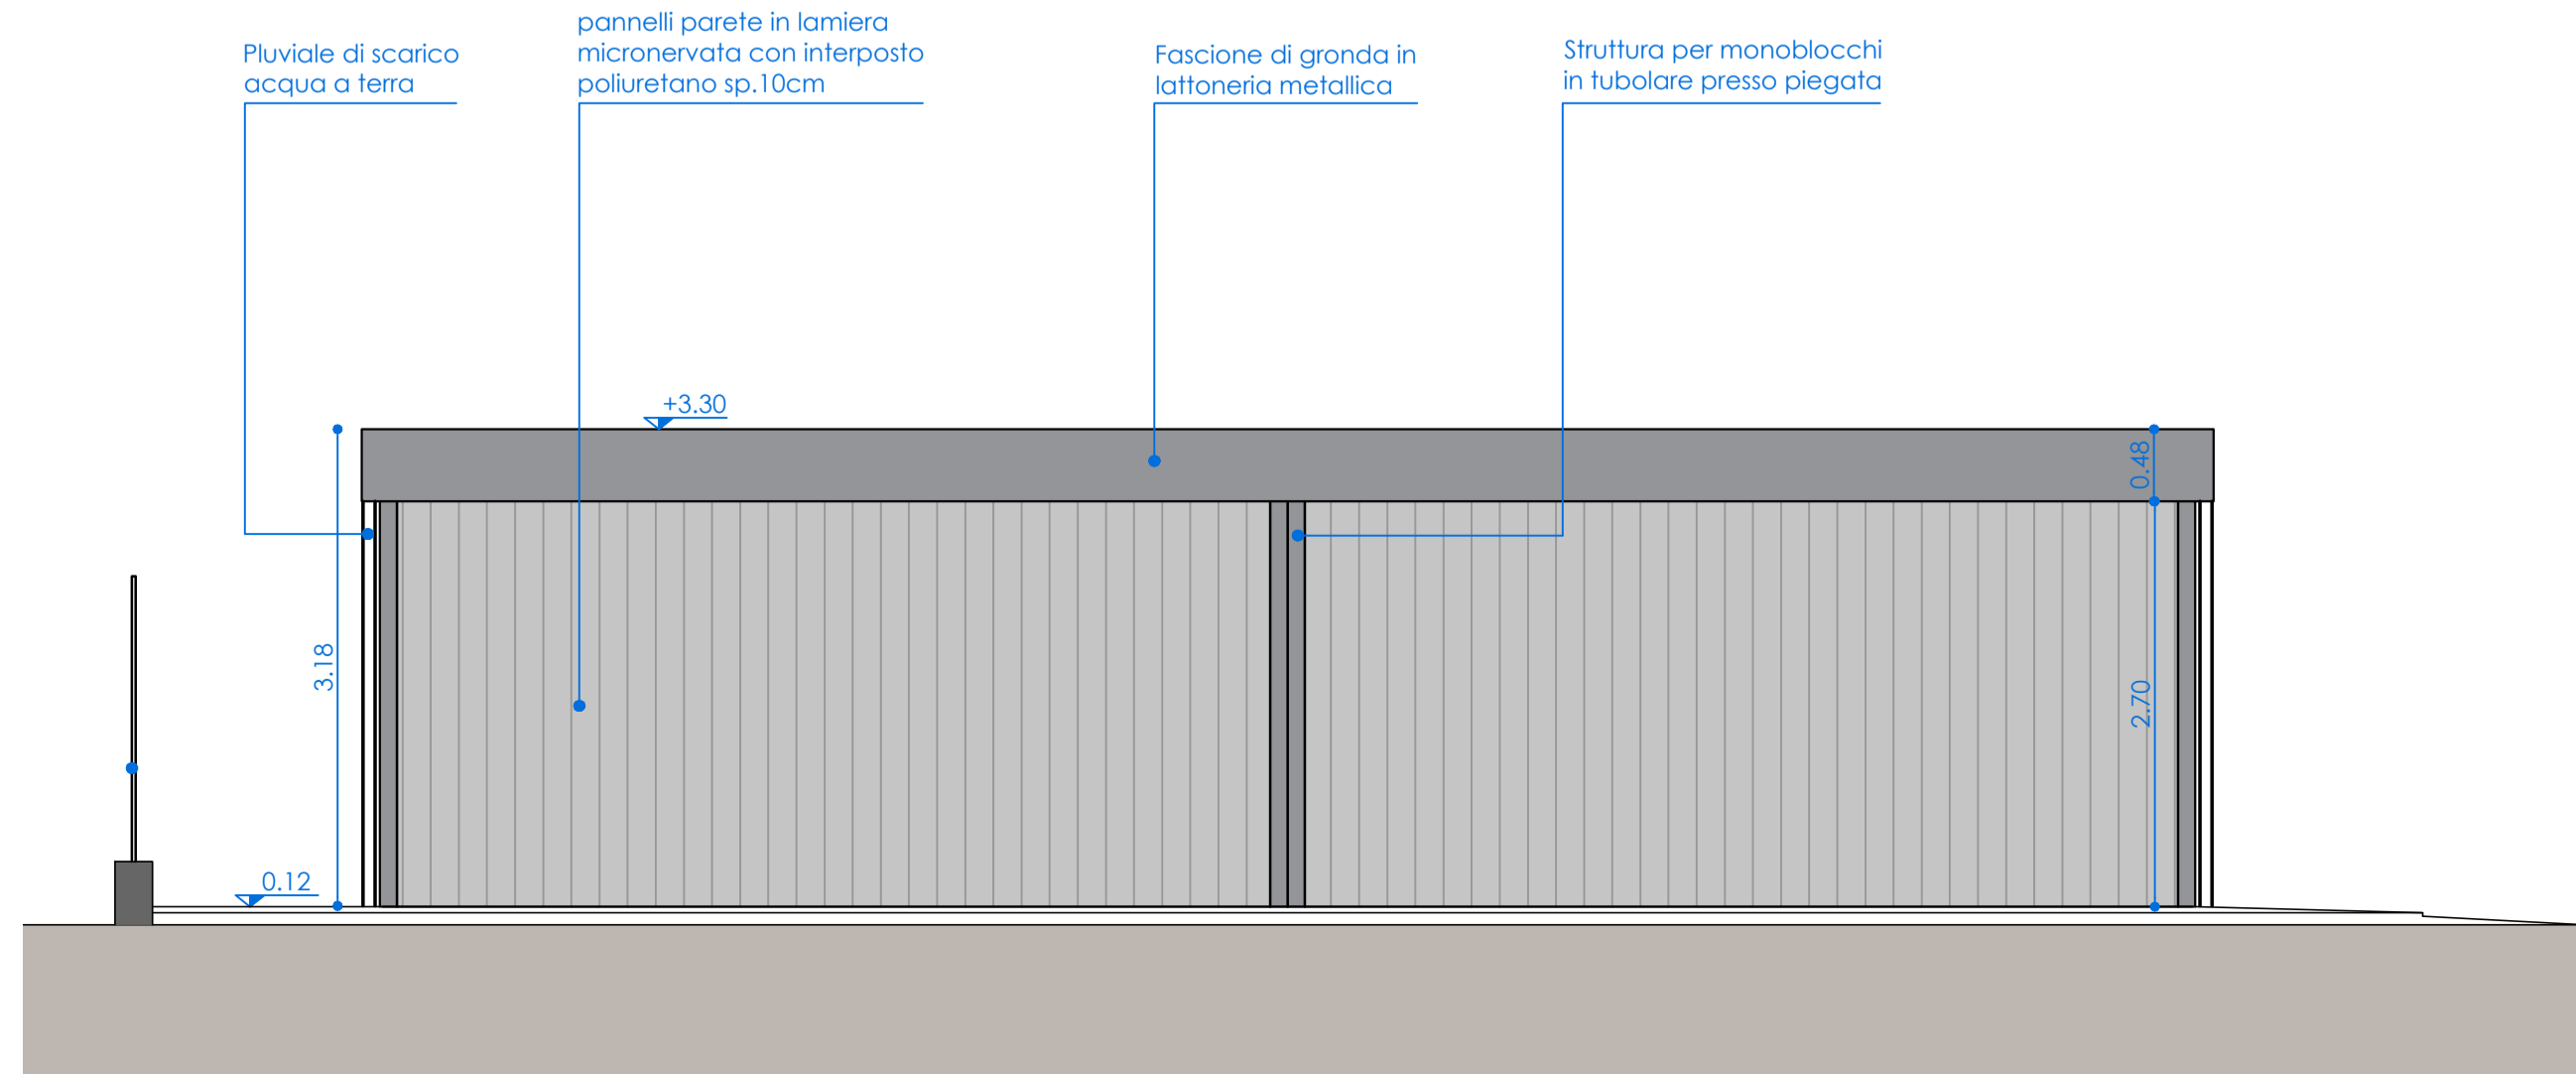 Pluviale di scarico
acqua a terra
pannelli parete in lamiera
micronervata con interposto
poliuretano sp.10cm
Fascione di gronda in
lattoneria metallica
Struttura per monoblocchi
in tubolare presso piegata
+3.30
0.48
3.18
2.70
0.12